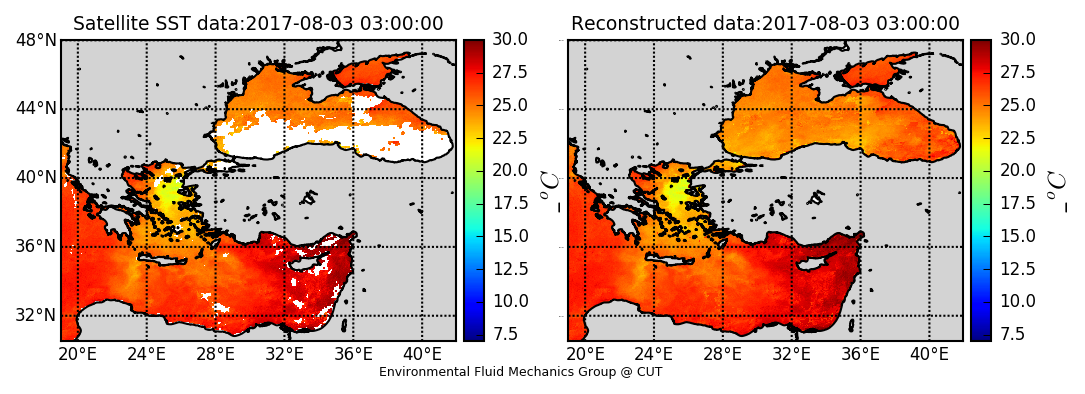 Satellite SST data:2017-08-03 03:00:00
Reconstructed data:2017-08-03 03:00:00
48°N
44°N
40°N
36°N
32°N
20°E 24°E 28°E 32°E 36°E 40°E
30.0
27.5
25.0
22.5
20.0
17.5
15.0
12.5
10.0
7.5
_ °C
20°E 24°E 28°E 32°E 36°E 40°E
30.0
27.5
25.0
22.5
20.0
17.5
15.0
12.5
10.0
7.5
_ °C
Environmental Fluid Mechanics Group @ CUT